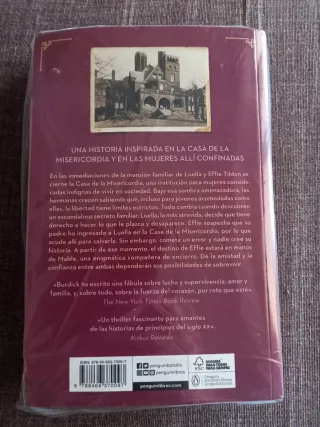 UNA HISTORIA INSPIRADA EN LA CASA DE LA
MISERICORDIA Y EN LAS MUJERES ALLÍ CONFINADAS
En las inmediaciones de la mansión familiar de Luella y Effie Tildon se
cierne la Casa de la Misericordia, una institución para mujeres consideradas
indignas de vivir en sociedad. Bajo esa sombra amenazadora, las
hermanas crecen sabiendo que, incluso para jóvenes acomodadas como
ellas, la libertad tiene límites estrictos. Todo cambia cuando descubren
un escandaloso secreto familiar: Luella, la más atrevida, decide que tiene
derecho a hacer lo que le plazca y desaparece. Effie sospecha que su
padre ha ingresado a Luella en la Casa de la Misericordia, por lo que
acude allí para salvarla. Sin embargo, comete un error y nadie cree su
historia. A partir de ese momento, el destino de Effie estará en manos
de Mable, una enigmática compañera de encierro. De la amistad y la
confianza entre ambas dependerán sus posibilidades de sobrevivir.
«Burdick ha escrito una fábula sobre lucha y supervivencia, amor y
familia, y, sobre todo, sobre la fuerza del corazón, por roto que esté».
The New York Times Book Review
«Un thriller fascinante para amantes
de las historias de principios del siglo XX».
Kirkus Reviews
penguinlibros
penguinlibros.com